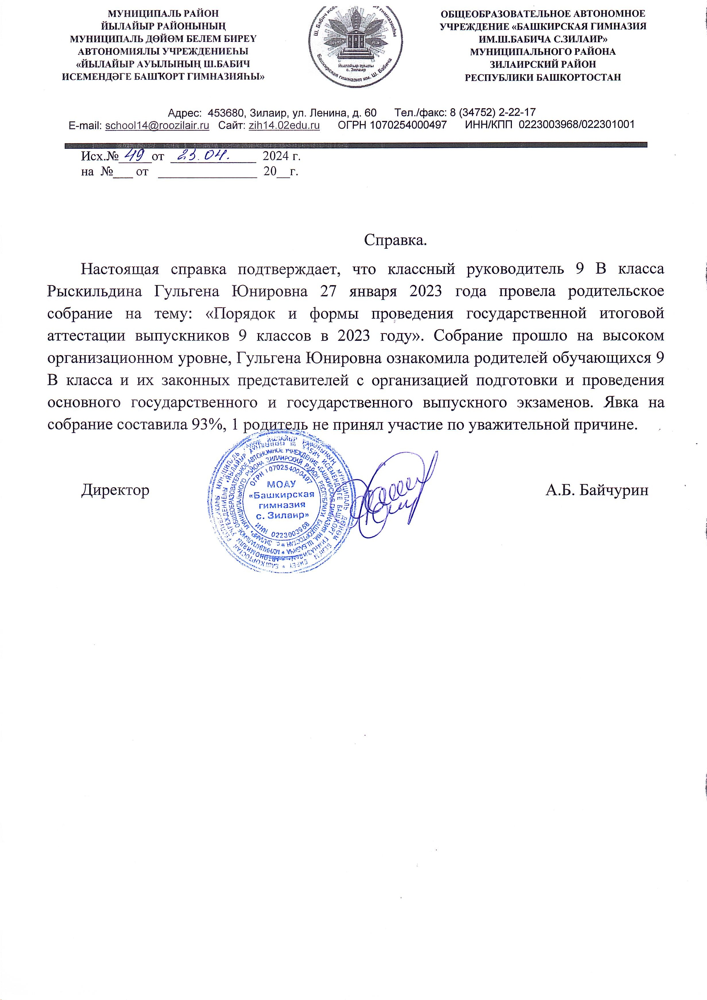 МУНИЦИПАЛЬ РАЙОН
ЙЫЛАЙЫР РАЙОНЫНЫҢ
МУНИЦИПАЛЬ ДӨЙӨМ БЕЛЕМ БИРЕҮ
АВТОНОМИЯЛЫ УЧРЕЖДЕНИЕҺЫ
«ЙЫЛАЙЫР АУЫЛЫНЫҢ Ш.БАБИЧ
ИСЕМЕНДӘГЕ БАШҠОРТ ГИМНАЗИЯҺЫ»
Ш. Бабич гимназияһы
Йылайыр ауылы
с. Зилаир
Башкирская гимназия им. Ш. Бабича
ОБЩЕОБРАЗОВАТЕЛЬНОЕ АВТОНОМНОЕ
УЧРЕЖДЕНИЕ «БАШКИРСКАЯ ГИМНАЗИЯ
ИМ.Ш.БАБИЧА С.ЗИЛАИР»
МУНИЦИПАЛЬНОГО РАЙОНА
ЗИЛАИРСКИЙ РАЙОН
РЕСПУБЛИКИ БАШКОРТОСТАН
Адрес: 453680, Зилаир, ул. Ленина, д. 60 Тел./факс: 8 (34752) 2-22-17
E-mail: school14@roozilair.ru Сайт: zih14.02edu.ru ОГРН 1070254000497 ИНН/КПП 0223003968/022301001
Исх.№ 49 от 23.04. 2024 г.
на №___ от _______________ 20__г.
Справка.
Настоящая справка подтверждает, что классный руководитель 9 В класса
Рыскильдина Гульгена Юнировна 27 января 2023 года провела родительское
собрание на тему: «Порядок и формы проведения государственной итоговой
аттестации выпускников 9 классов в 2023 году». Собрание прошло на высоком
организационном уровне, Гульгена Юнировна ознакомила родителей обучающихся 9
В класса и их законных представителей с организацией подготовки и проведения
основного государственного и государственного выпускного экзаменов. Явка на
собрание составила 93%, 1 родитель не принял участие по уважительной причине.
Директор
А.Б. Байчурин
ОГРН 1070254000497
МОАУ
«Башкирская
гимназия
с. Зилаир»
ИНН 0223003968